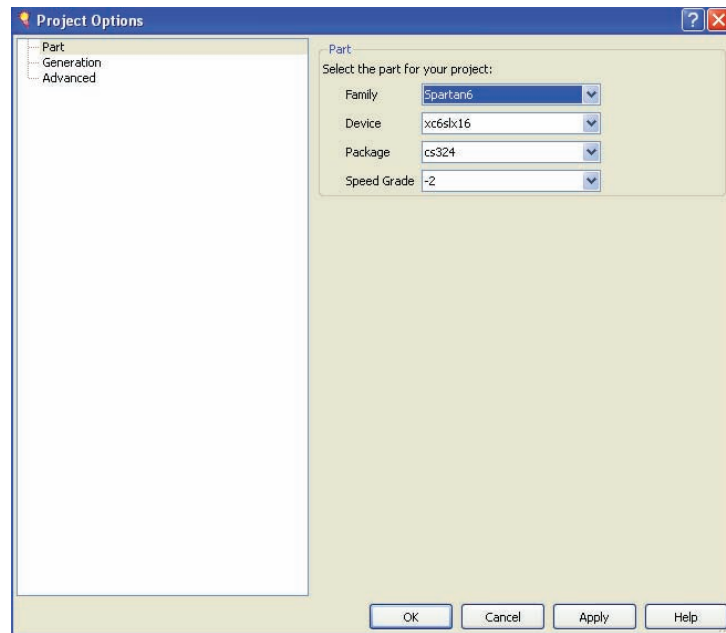 Project Options
Part
Generation
Advanced
Part
Select the part for your project:
Family Spartan6
Device xc6slx16
Package cs324
Speed Grade -2
OK Cancel Apply Help